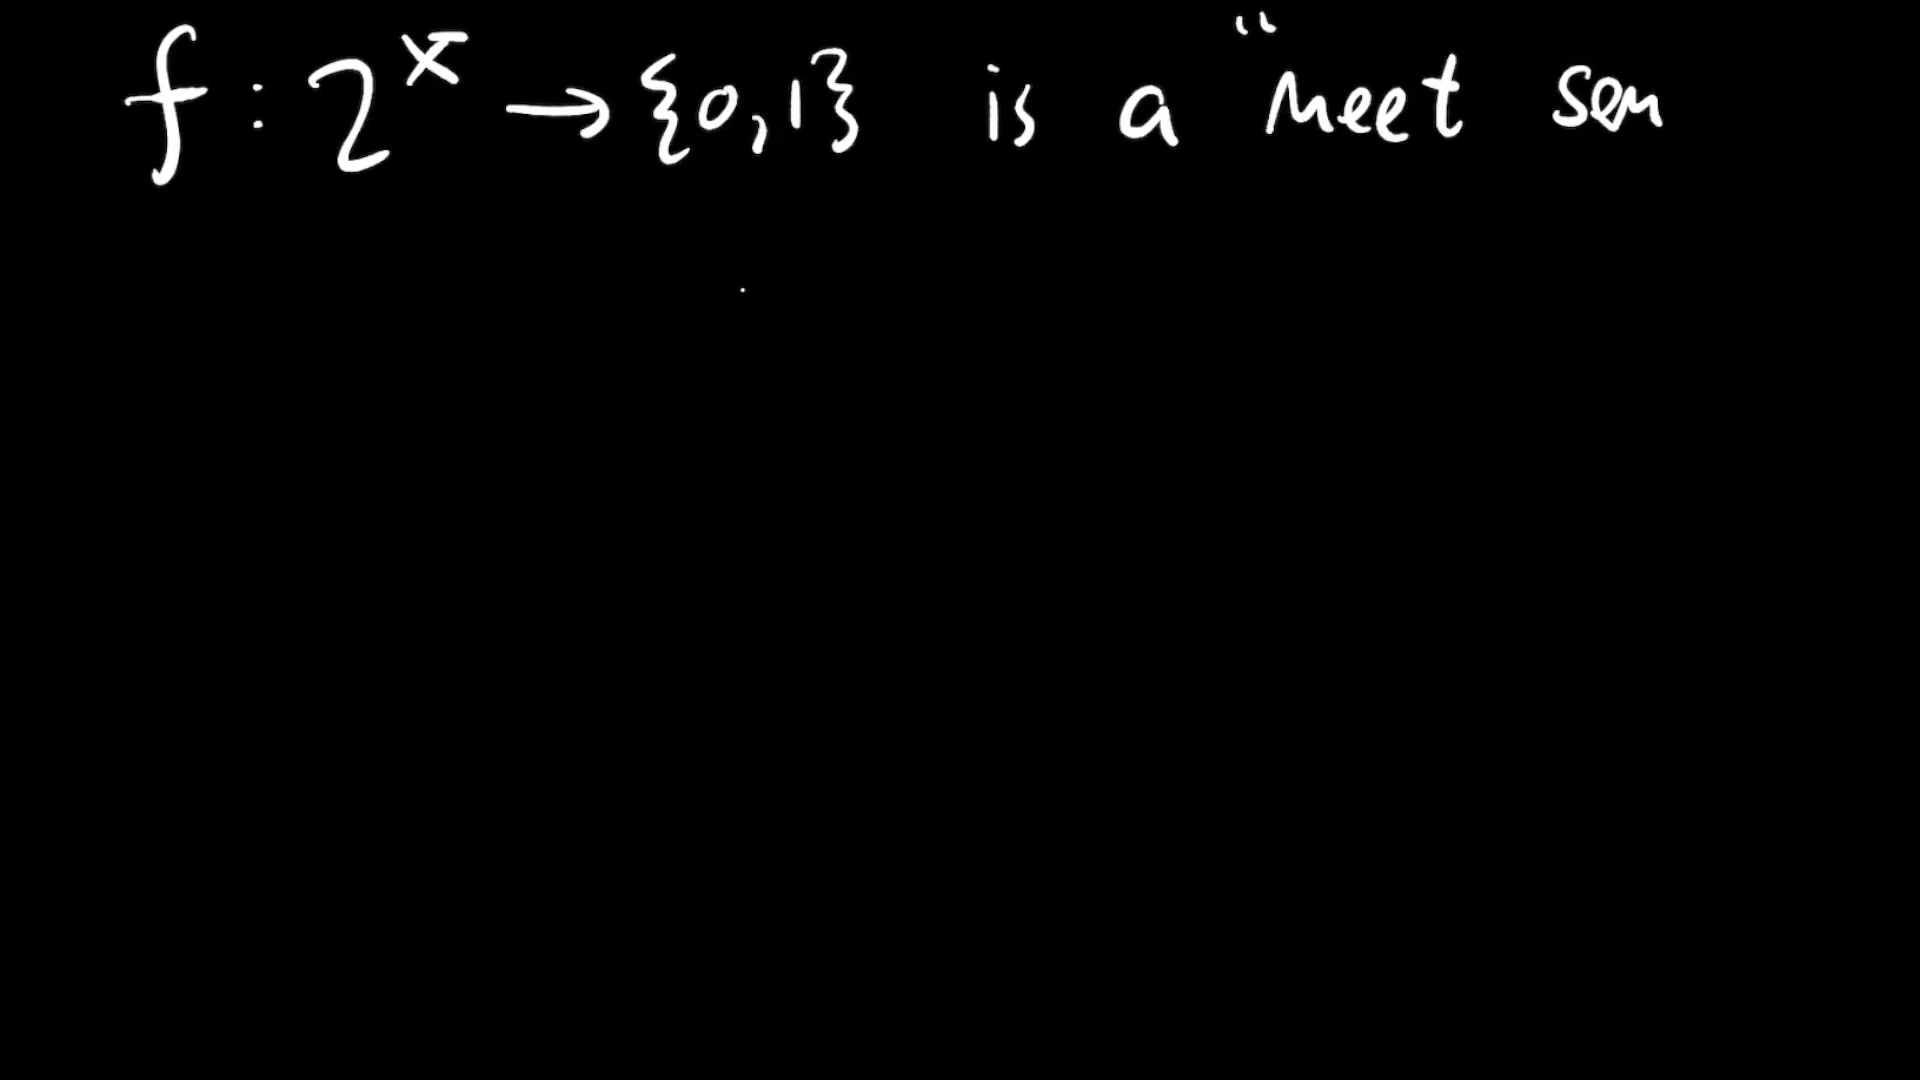 f : 2^X → {0,1} is a “meet sem